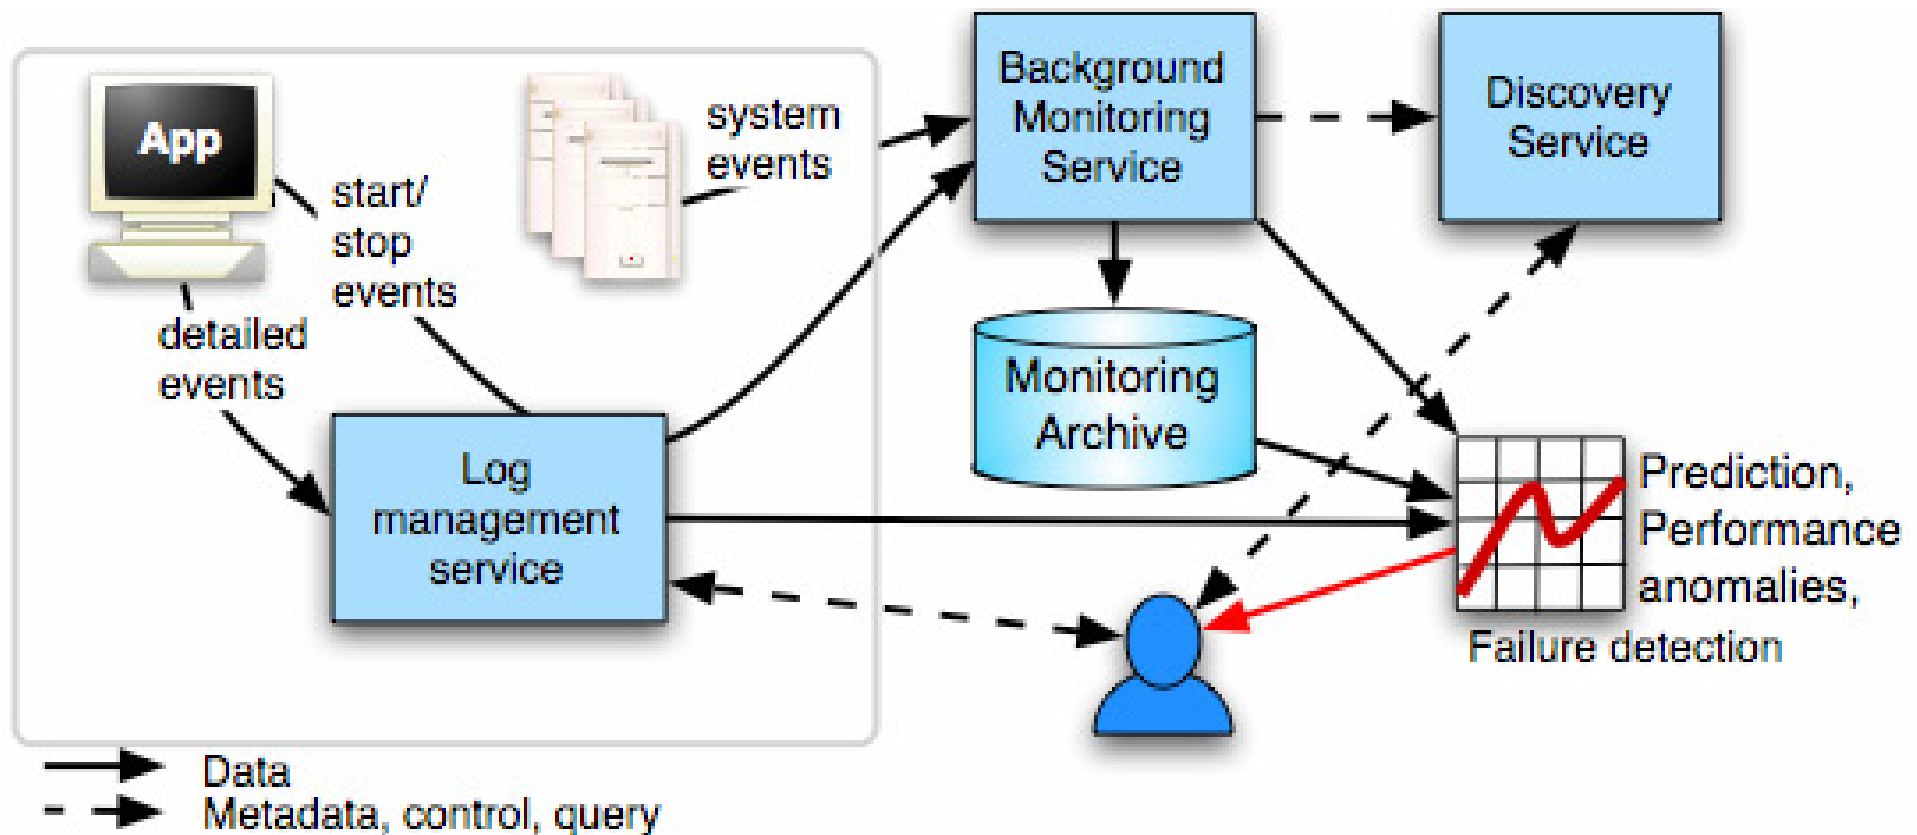 App
start/
stop
events
detailed
events
system
events
Background
Monitoring
Service
Discovery
Service
Monitoring
Archive
Log
management
service
Prediction,
Performance
anomalies,
Failure detection
Data
Metadata, control, query